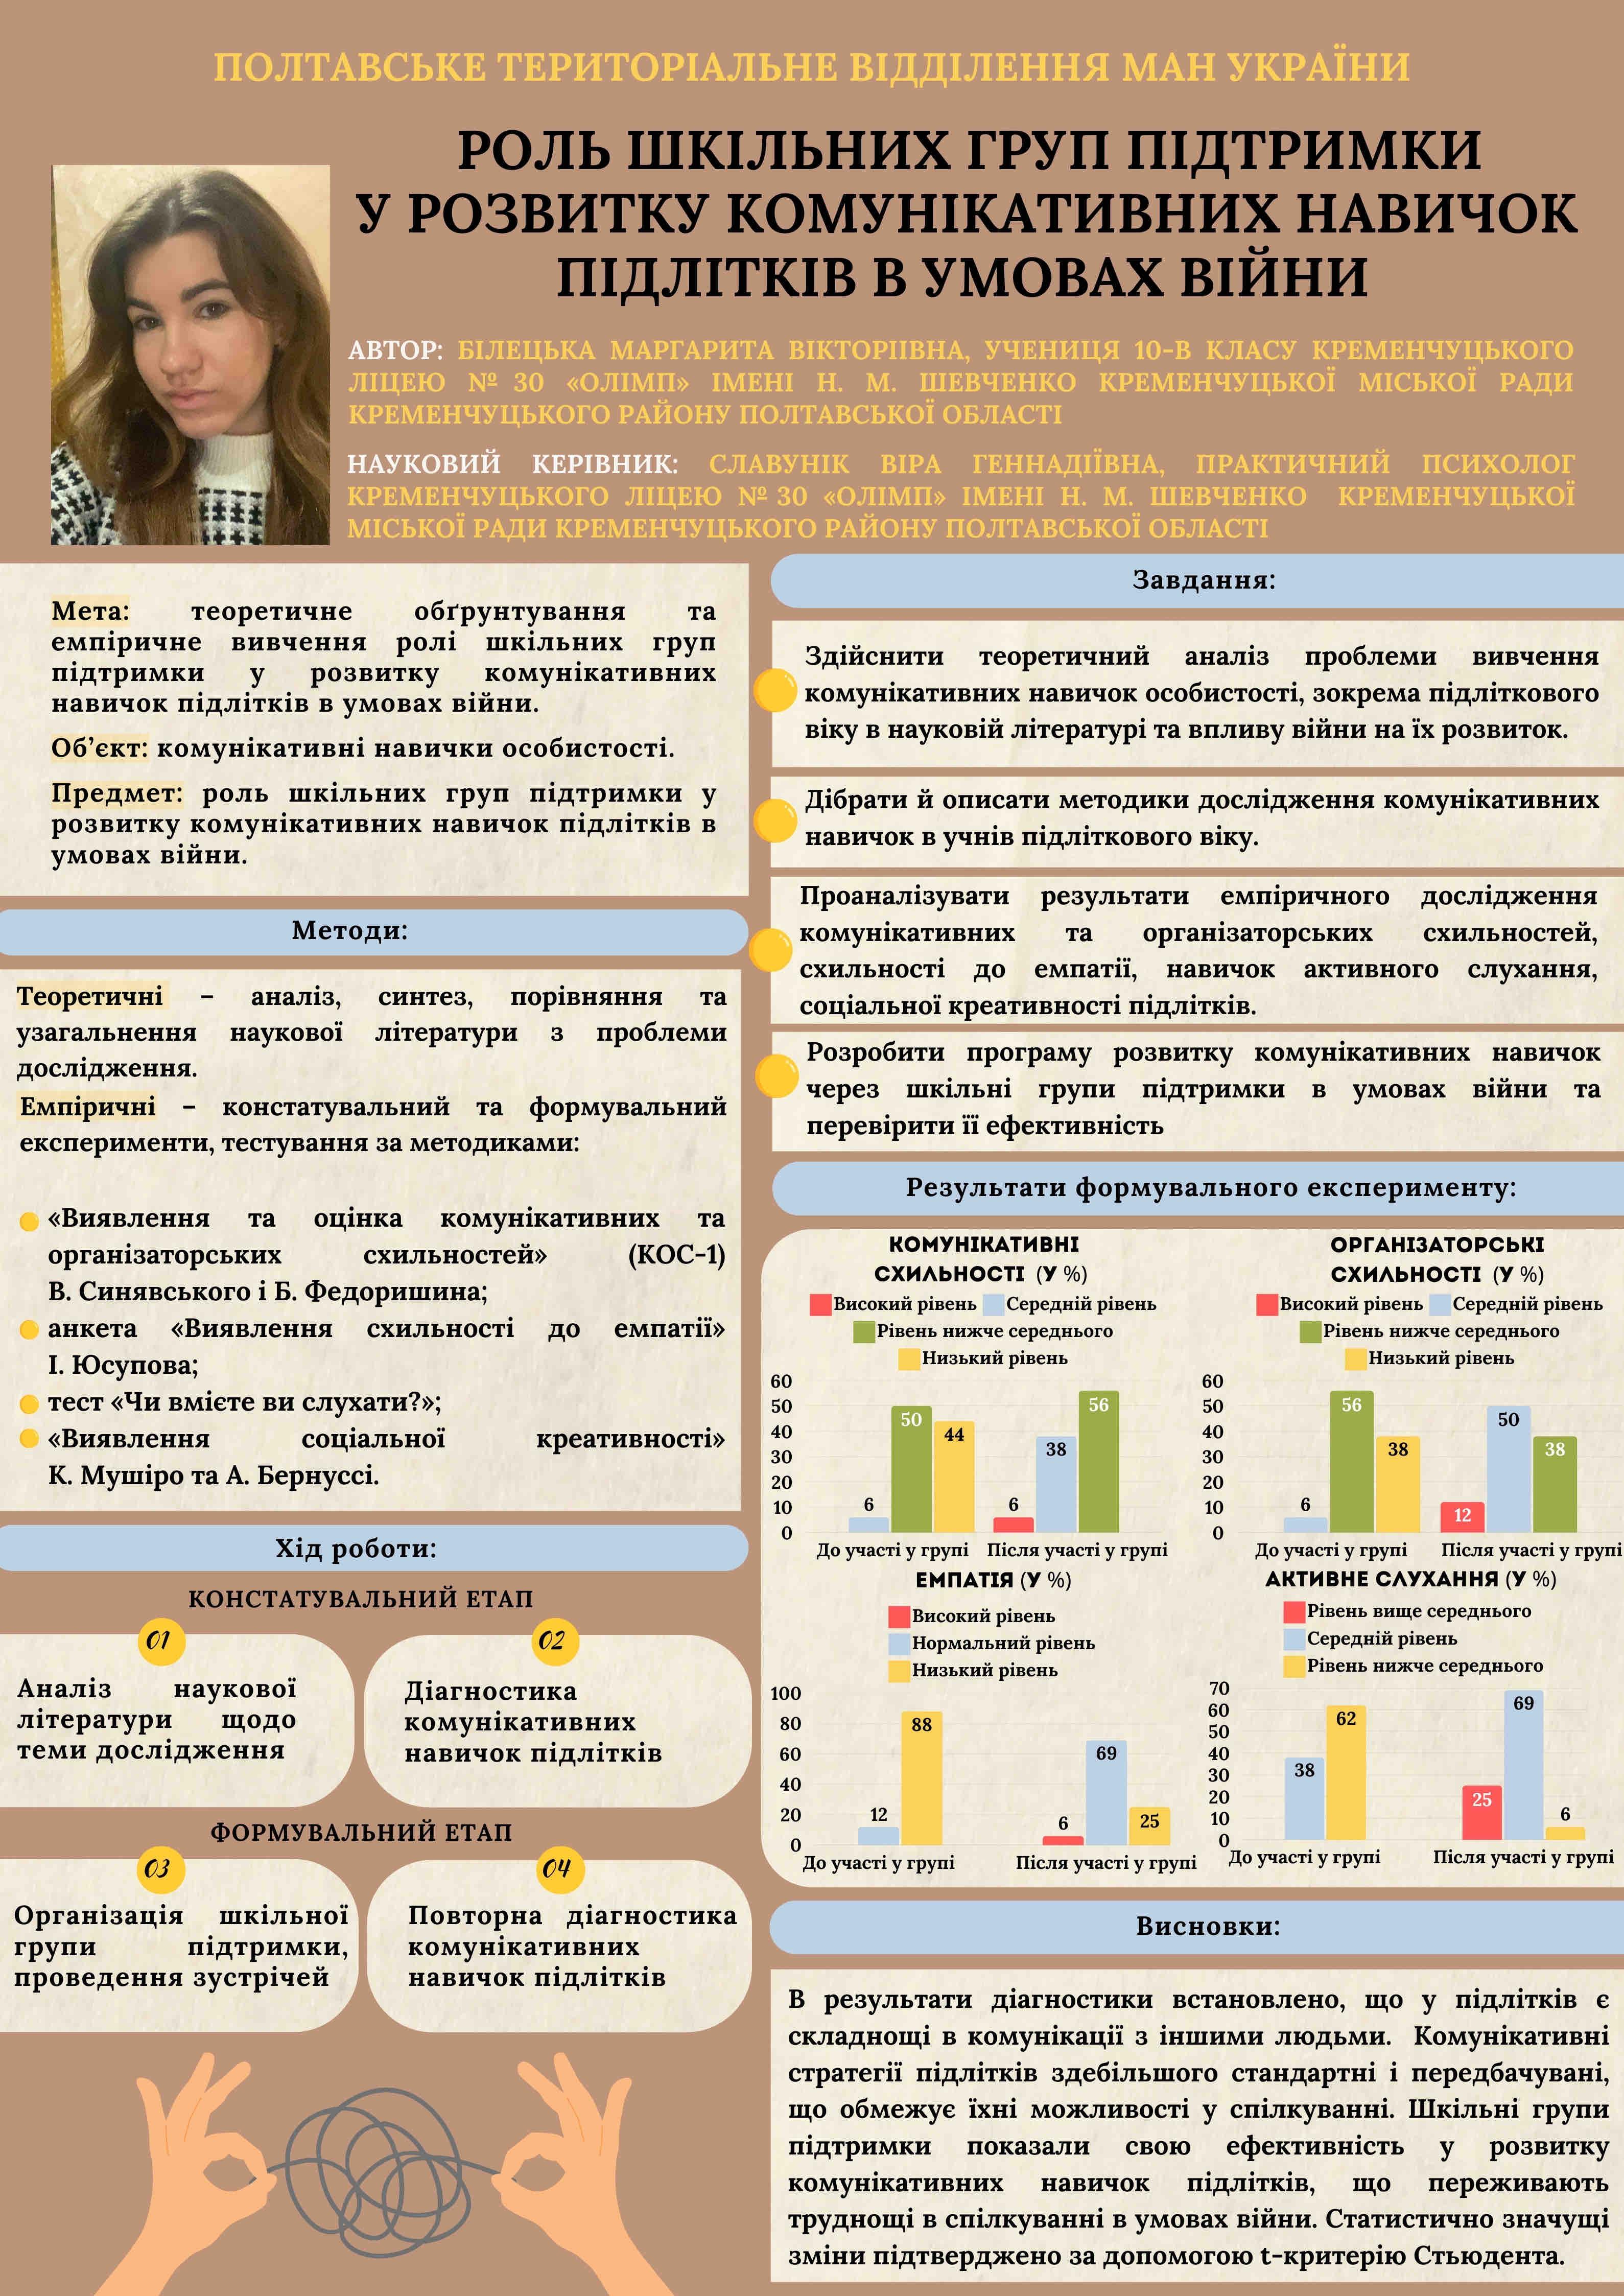 ПОЛТАВСЬКЕ ТЕРИТОРІАЛЬНЕ ВІДДІЛЕННЯ МАН УКРАЇНИ
РОЛЬ ШКІЛЬНИХ ГРУП ПІДТРИМКИ
У РОЗВИТКУ КОМУНІКАТИВНИХ НАВИЧОК
ПІДЛІТКІВ В УМОВАХ ВІЙНИ
АВТОР: БІЛЕЦЬКА МАРГАРИТА ВІКТОРІІВНА, УЧЕНИЦЯ 10-В КЛАСУ КРЕМЕНЧУЦЬКОГО
ЛІЦЕЮ № 30 «ОЛІМП» ІМЕНІ Н. М. ШЕВЧЕНКО КРЕМЕНЧУЦЬКОЇ МІСЬКОЇ РАДИ
КРЕМЕНЧУЦЬКОГО РАЙОНУ ПОЛТАВСЬКОЇ ОБЛАСТІ
НАУКОВИЙ КЕРІВНИК: СЛАВУНІК ВІРА ГЕННАДІЇВНА, ПРАКТИЧНИЙ ПСИХОЛОГ
КРЕМЕНЧУЦЬКОГО ЛІЦЕЮ № 30 «ОЛІМП» ІМЕНІ Н. М. ШЕВЧЕНКО КРЕМЕНЧУЦЬКОЇ
МІСЬКОЇ РАДИ КРЕМЕНЧУЦЬКОГО РАЙОНУ ПОЛТАВСЬКОЇ ОБЛАСТІ
Мета: теоретичне обґрунтування та
емпіричне вивчення ролі шкільних груп
підтримки у розвитку комунікативних
навичок підлітків в умовах війни.
Об’єкт: комунікативні навички особистості.
Предмет: роль шкільних груп підтримки у
розвитку комунікативних навичок підлітків в
умовах війни.
Методи:
Теоретичні – аналіз, синтез, порівняння та
узагальнення наукової літератури з проблеми
дослідження.
Емпіричні – констатувальний та формувальний
експерименти, тестування за методиками:
«Виявлення та оцінка комунікативних та
організаторських схильностей» (КОС-1)
В. Синявського і Б. Федоришина;
анкета «Виявлення схильності до емпатії»
І. Юсупова;
тест «Чи вмієте ви слухати?»;
«Виявлення соціальної креативності»
К. Мушіро та А. Бернуссі.
Хід роботи:
КОНСТАТУВАЛЬНИЙ ЕТАП
01
Аналіз наукової
літератури щодо
теми дослідження
02
Діагностика
комунікативних
навичок підлітків
ФОРМУВАЛЬНИЙ ЕТАП
03
Організація шкільної
групи підтримки,
проведення зустрічей
04
Повторна діагностика
комунікативних
навичок підлітків
Завдання:
Здійснити теоретичний аналіз проблеми вивчення
комунікативних навичок особистості, зокрема підліткового
віку в науковій літературі та впливу війни на їх розвиток.
Дібрати й описати методики дослідження комунікативних
навичок в учнів підліткового віку.
Проаналізувати результати емпіричного дослідження
комунікативних та організаторських схильностей,
схильності до емпатії, навичок активного слухання,
соціальної креативності підлітків.
Розробити програму розвитку комунікативних навичок
через шкільні групи підтримки в умовах війни та
перевірити її ефективність
Результати формувального експерименту:
КОМУНІКАТИВНІ
СХИЛЬНОСТІ (У %)
Високий рівень Середній рівень
Рівень нижче середнього
Низький рівень
60
50
40
30
20
10
0
6 50 44 6 38 56
До участі у групі Після участі у групі
ОРГАНІЗАТОРСЬКІ
СХИЛЬНОСТІ (У %)
Високий рівень Середній рівень
Рівень нижче середнього
Низький рівень
60
50
40
30
20
10
0
6 56 38 12 50 38
До участі у групі Після участі у групі
ЕМПАТІЯ (У %)
Високий рівень
Нормальний рівень
Низький рівень
100
80
60
40
20
0
12 88 6 69 25
До участі у групі Після участі у групі
АКТИВНЕ СЛУХАННЯ (У %)
Рівень вище середнього
Середній рівень
Рівень нижче середнього
70
60
50
40
30
20
10
0
38 62 25 69 6
До участі у групі Після участі у групі
Висновки:
В результати діагностики встановлено, що у підлітків є
складнощі в комунікації з іншими людьми. Комунікативні
стратегії підлітків здебільшого стандартні і передбачувані,
що обмежує їхні можливості у спілкуванні. Шкільні групи
підтримки показали свою ефективність у розвитку
комунікативних навичок підлітків, що переживають
труднощі в спілкуванні в умовах війни. Статистично значущі
зміни підтверджено за допомогою t-критерію Стьюдента.